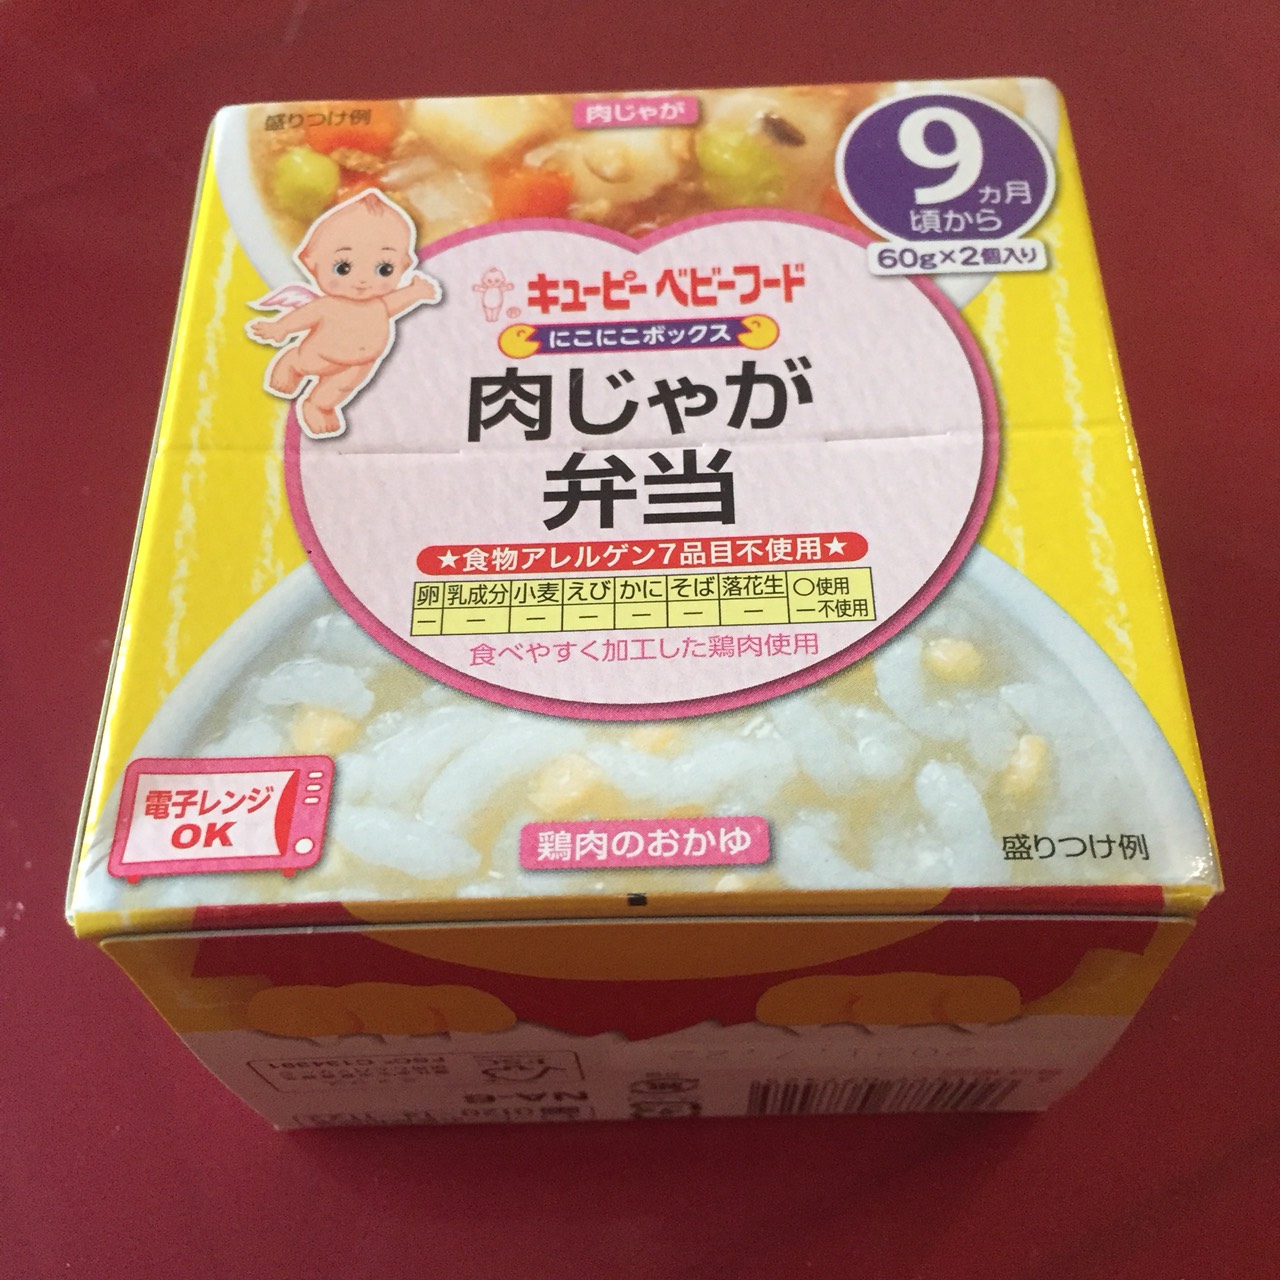 盛りつけ例
肉じゃが
9
ヵ月
頃から
60g×2個入り
キューピー ベビーフード
®
にこにこボックス
肉じゃが
弁当
★食物アレルゲン7品目不使用★
卵 乳成分 小麦 えび かに そば 落花生 ○使用
ー ー ー ー ー ー ー ー不使用
食べやすく加工した鶏肉使用
電子レンジ
OK
鶏肉のおかゆ
盛りつけ例
NA-6